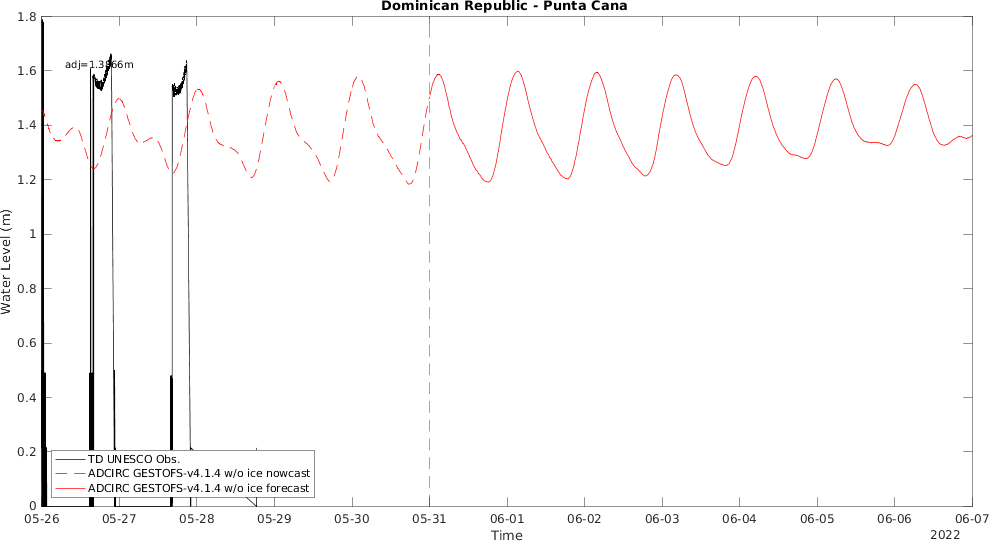 Dominican Republic - Punta Cana
1.8
1.6
1.4
1.2
1
0.8
0.6
0.4
0.2
0
Water Level (m)
adj=1.3866m
TD UNESCO Obs.
ADCIRC GESTOFS-v4.1.4 w/o ice nowcast
ADCIRC GESTOFS-v4.1.4 w/o ice forecast
05-26 05-27 05-28 05-29 05-30 05-31 06-01 06-02 06-03 06-04 06-05 06-06 06-07
Time
2022